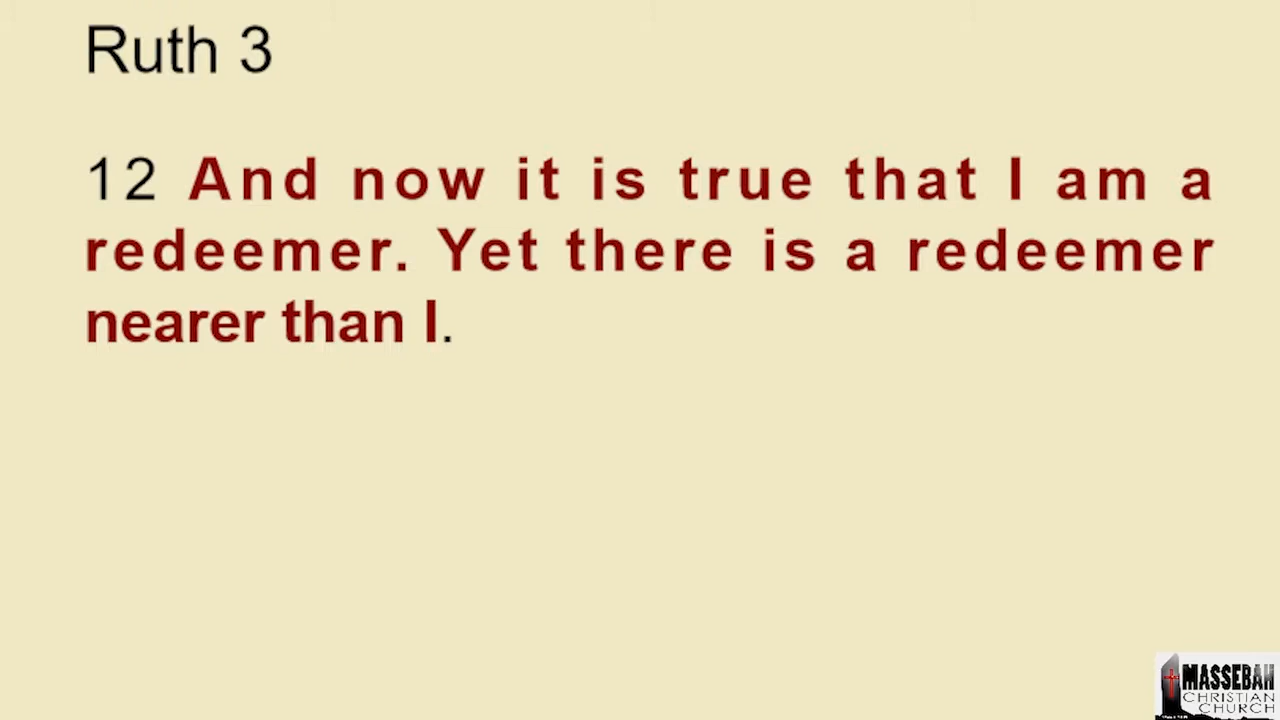 Ruth 3
12 And now it is true that I am a
redeemer. Yet there is a redeemer
nearer than I.
MASSEBAH
CHRISTIAN
CHURCH